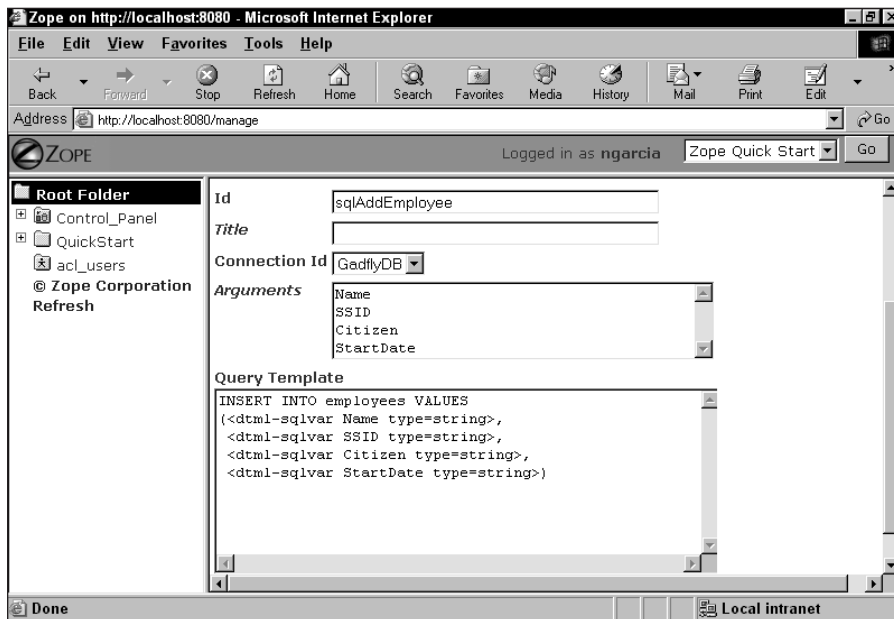 Zope on http://localhost:8080 - Microsoft Internet Explorer
File Edit View Favorites Tools Help
Back Forward Stop Refresh Home Search Favorites Media History Mail Print Edit
Address http://localhost:8080/manage Go
ZOPE Logged in as ngarcia Zope Quick Start Go
Root Folder
Control_Panel
QuickStart
acl_users
© Zope Corporation
Refresh
Id sqlAddEmployee
Title
Connection Id GadflyDB
Arguments Name
SSID
Citizen
StartDate
Query Template
INSERT INTO employees VALUES
(<dtml-sqlvar Name type=string>,
<dtml-sqlvar SSID type=string>,
<dtml-sqlvar Citizen type=string>,
<dtml-sqlvar StartDate type=string>)
Done Local intranet